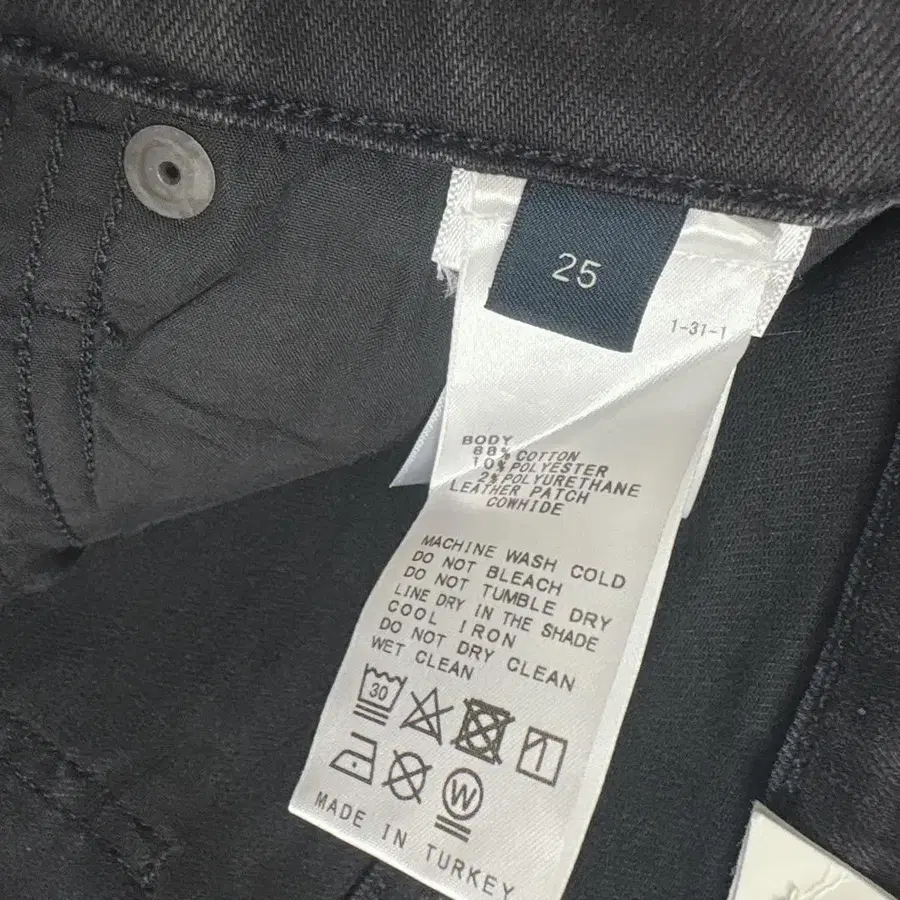 25
1-31-1
BODY
88% COTTON
10% POLYESTER
2% POLYURETHANE
LEATHER PATCH
COWHIDE
MACHINE WASH COLD
DO NOT BLEACH
DO NOT TUMBLE DRY
LINE DRY IN THE SHADE
COOL IRON
DO NOT DRY CLEAN
WET CLEAN
30
W
MADE IN TURKEY